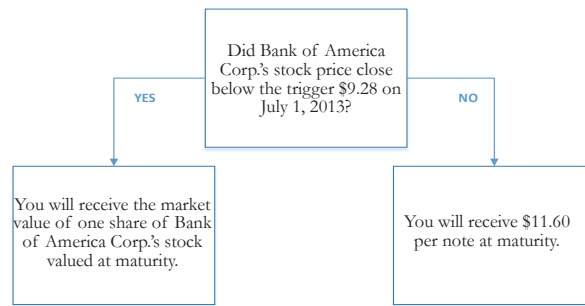 Did Bank of America
Corp.'s stock price close
below the trigger $9.28 on
July 1, 2013?
YES
NO
You will receive the market
value of one share of Bank
of America Corp.'s stock
valued at maturity.
You will receive $11.60
per note at maturity.